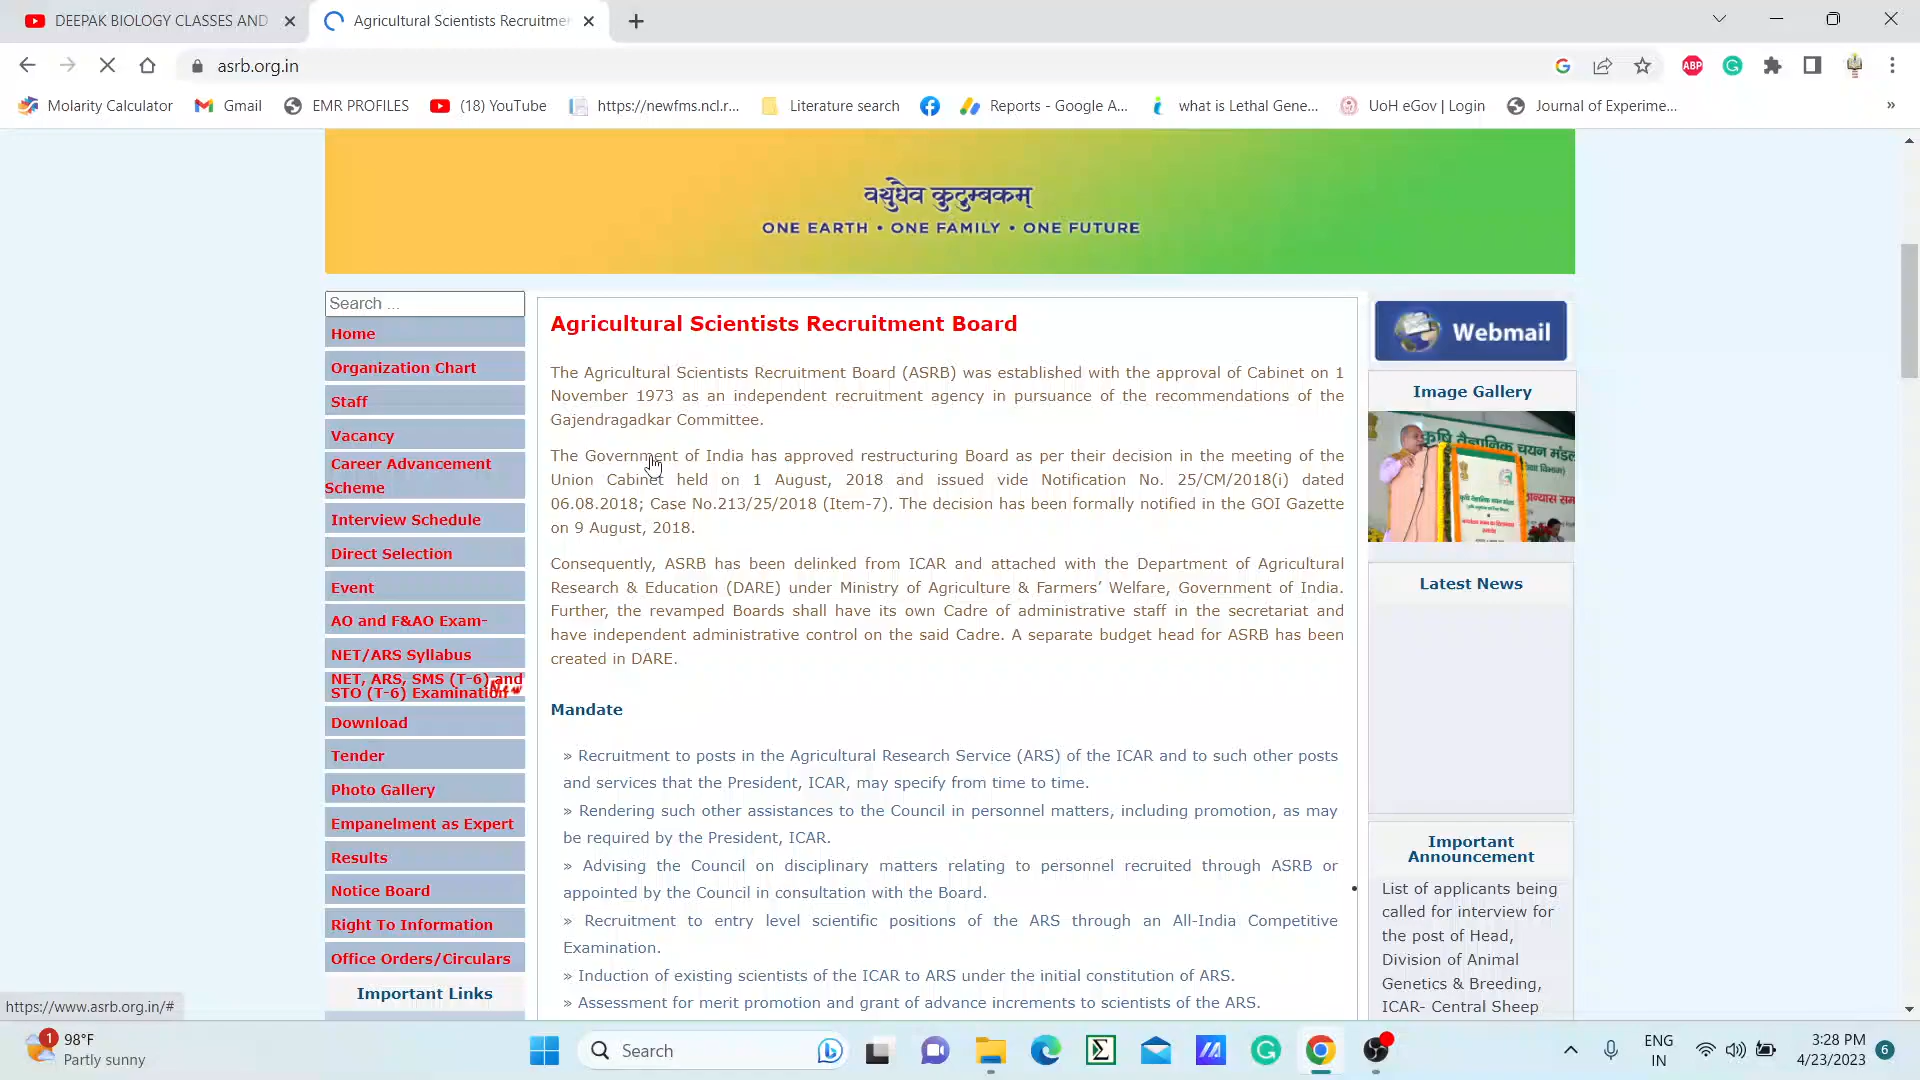 DEEPAK BIOLOGY CLASSES AND
Agricultural Scientists Recruitme
asrb.org.in
ABP
Molarity Calculator
Gmail
EMR PROFILES
(18) YouTube
https://newfms.ncl.r...
Literature search
Reports - Google A...
what is Lethal Gene...
UoH eGov | Login
Journal of Experime...
»
वसुधैव कुटुम्बकम्
ONE EARTH • ONE FAMILY • ONE FUTURE
Search ...
Home
Organization Chart
Staff
Vacancy
Career Advancement
Scheme
Interview Schedule
Direct Selection
Event
AO and F&AO Exam-
NET/ARS Syllabus
NET, ARS, SMS (T-6) and
STO (T-6) Examination
New
Download
Tender
Photo Gallery
Empanelment as Expert
Results
Notice Board
Right To Information
Office Orders/Circulars
Important Links
Agricultural Scientists Recruitment Board
The Agricultural Scientists Recruitment Board (ASRB) was established with the approval of Cabinet on 1
November 1973 as an independent recruitment agency in pursuance of the recommendations of the
Gajendragadkar Committee.
The Government of India has approved restructuring Board as per their decision in the meeting of the
Union Cabinet held on 1 August, 2018 and issued vide Notification No. 25/CM/2018(i) dated
06.08.2018; Case No.213/25/2018 (Item-7). The decision has been formally notified in the GOI Gazette
on 9 August, 2018.
Consequently, ASRB has been delinked from ICAR and attached with the Department of Agricultural
Research & Education (DARE) under Ministry of Agriculture & Farmers’ Welfare, Government of India.
Further, the revamped Boards shall have its own Cadre of administrative staff in the secretariat and
have independent administrative control on the said Cadre. A separate budget head for ASRB has been
created in DARE.
Mandate
» Recruitment to posts in the Agricultural Research Service (ARS) of the ICAR and to such other posts
and services that the President, ICAR, may specify from time to time.
» Rendering such other assistances to the Council in personnel matters, including promotion, as may
be required by the President, ICAR.
» Advising the Council on disciplinary matters relating to personnel recruited through ASRB or
appointed by the Council in consultation with the Board.
» Recruitment to entry level scientific positions of the ARS through an All-India Competitive
Examination.
» Induction of existing scientists of the ICAR to ARS under the initial constitution of ARS.
» Assessment for merit promotion and grant of advance increments to scientists of the ARS.
Webmail
Image Gallery
कृषि वैज्ञानिक चयन मंडल
Latest News
Important
Announcement
List of applicants being
called for interview for
the post of Head,
Division of Animal
Genetics & Breeding,
ICAR- Central Sheep
https://www.asrb.org.in/#
1
98°F
Partly sunny
Search
ENG
IN
3:28 PM
4/23/2023
6